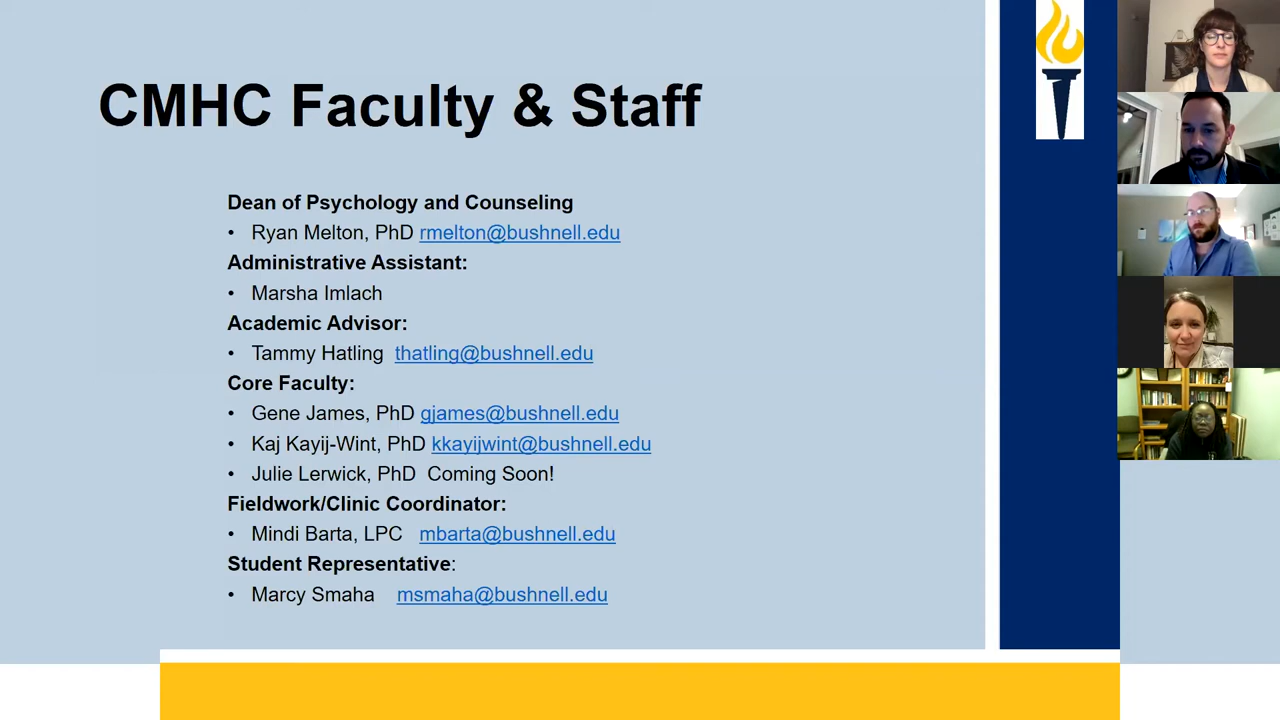 CMHC Faculty & Staff
Dean of Psychology and Counseling
• Ryan Melton, PhD rmelton@bushnell.edu
Administrative Assistant:
• Marsha Imlach
Academic Advisor:
• Tammy Hatling thatling@bushnell.edu
Core Faculty:
• Gene James, PhD gjames@bushnell.edu
• Kaj Kayij-Wint, PhD kkayijwint@bushnell.edu
• Julie Lerwick, PhD Coming Soon!
Fieldwork/Clinic Coordinator:
• Mindi Barta, LPC mbarta@bushnell.edu
Student Representative:
• Marcy Smaha msmaha@bushnell.edu